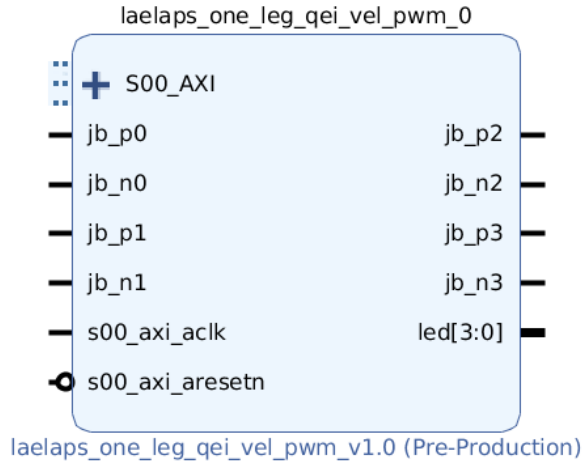 laelaps_one_leg_qei_vel_pwm_0
S00_AXI
jb_p0 jb_p2
jb_n0 jb_n2
jb_p1 jb_p3
jb_n1 jb_n3
s00_axi_aclk led[3:0]
s00_axi_aresetn
laelaps_one_leg_qei_vel_pwm_v1.0 (Pre-Production)